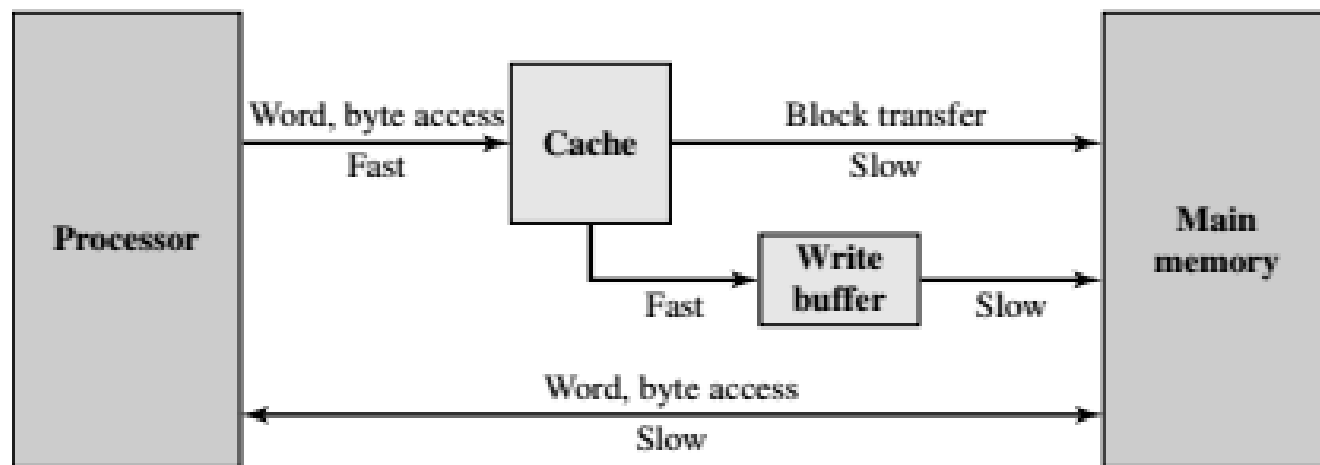 Word, byte access
Fast
Cache
Block transfer
Slow
Processor
Main
memory
Write
buffer
Fast
Slow
Word, byte access
Slow